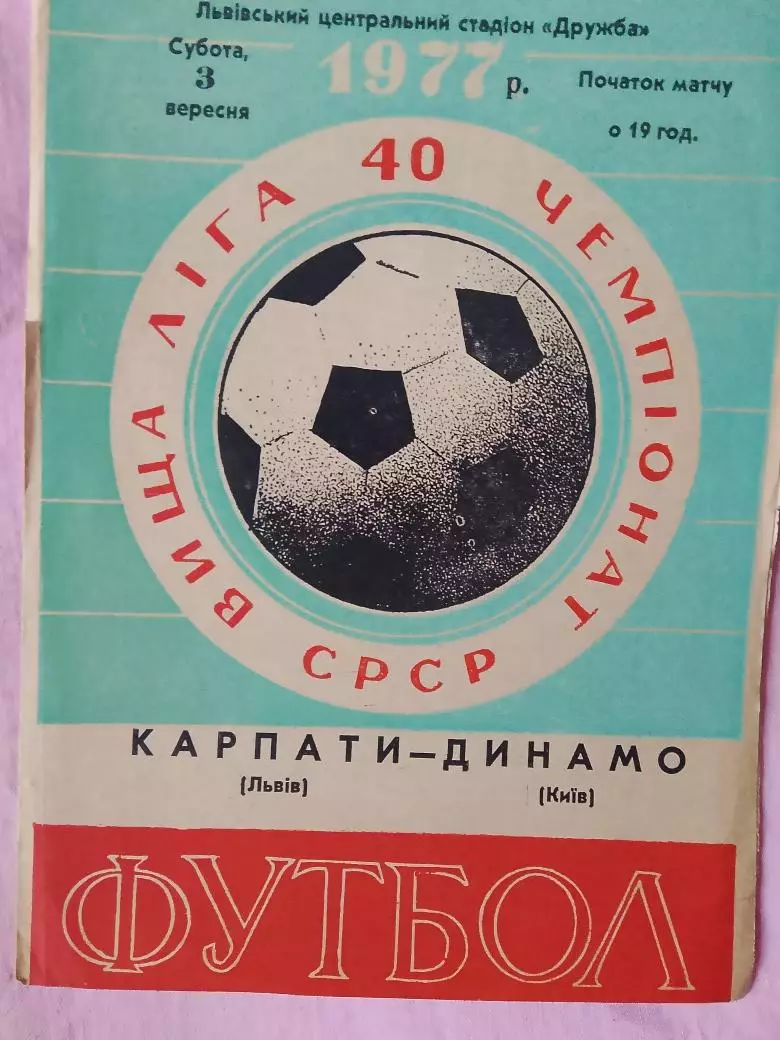 Львівський центральний стадіон «Дружба»
Субота,
3
вересня
1977 р.
Початок матчу
о 19 год.
40 ЧЕМПІОНАТ СРСР ВИЩА ЛІГА
КАРПАТИ—ДИНАМО
(Львів) (Київ)
ФУТБОЛ